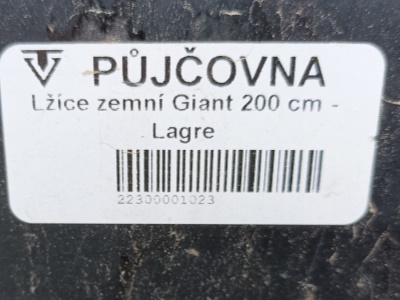 PŮJČOVNA
Lžíce zemní Giant 200 cm -
Lagre
22300001023